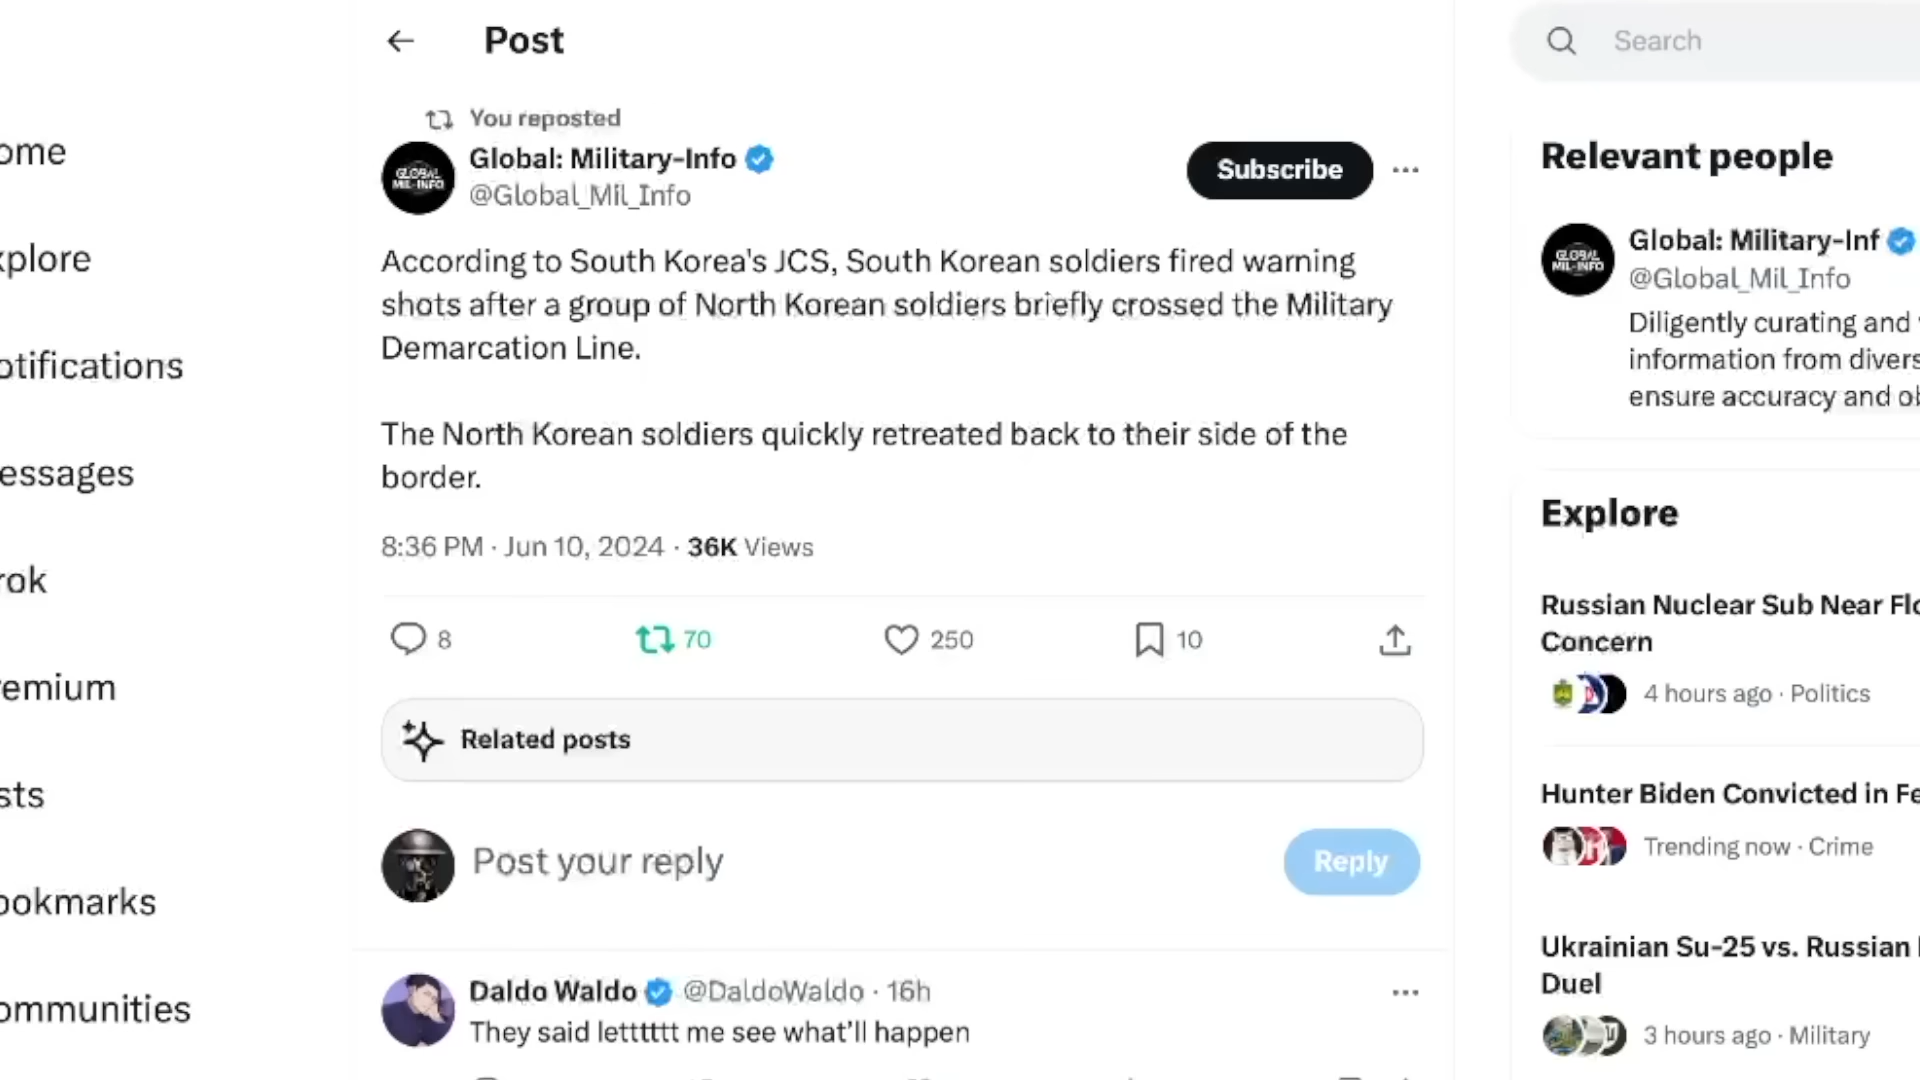 Post
Search
You reposted
Global: Military-Info
@Global_Mil_Info
Subscribe
According to South Korea's JCS, South Korean soldiers fired warning
shots after a group of North Korean soldiers briefly crossed the Military
Demarcation Line.
The North Korean soldiers quickly retreated back to their side of the
border.
8:36 PM · Jun 10, 2024 · 36K Views
8
70
250
10
Related posts
Post your reply
Reply
Daldo Waldo @DaldoWaldo · 16h
They said letttttt me see what'll happen
ome
xplore
otifications
essages
rok
remium
sts
ookmarks
ommunities
Relevant people
Global: Military-Inf
@Global_Mil_Info
Diligently curating and
information from divers
ensure accuracy and ob
Explore
Russian Nuclear Sub Near Flo
Concern
4 hours ago · Politics
Hunter Biden Convicted in Fe
Trending now · Crime
Ukrainian Su-25 vs. Russian
Duel
3 hours ago · Military
GLOBAL
MIL-INFO
GLOBAL
MIL-INFO